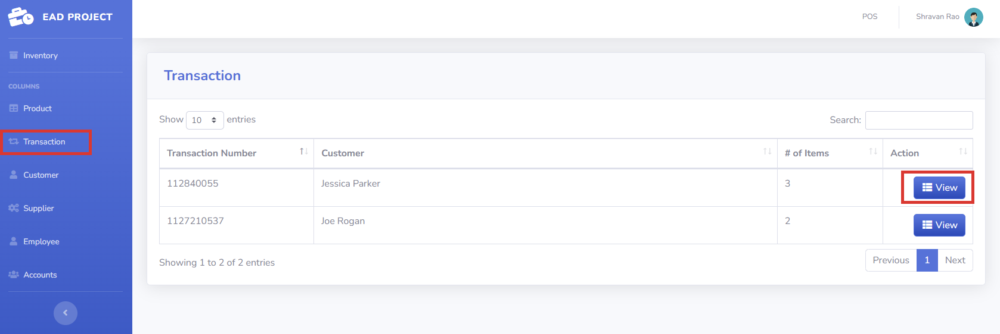 EAD PROJECT
POS
Shravan Rao
Inventory
COLUMNS
Product
Transaction
Customer
Supplier
Employee
Accounts
Transaction
Show 10 entries
Search:
Transaction Number Customer # of Items Action
112840055 Jessica Parker 3 View
1127210537 Joe Rogan 2 View
Showing 1 to 2 of 2 entries
Previous 1 Next